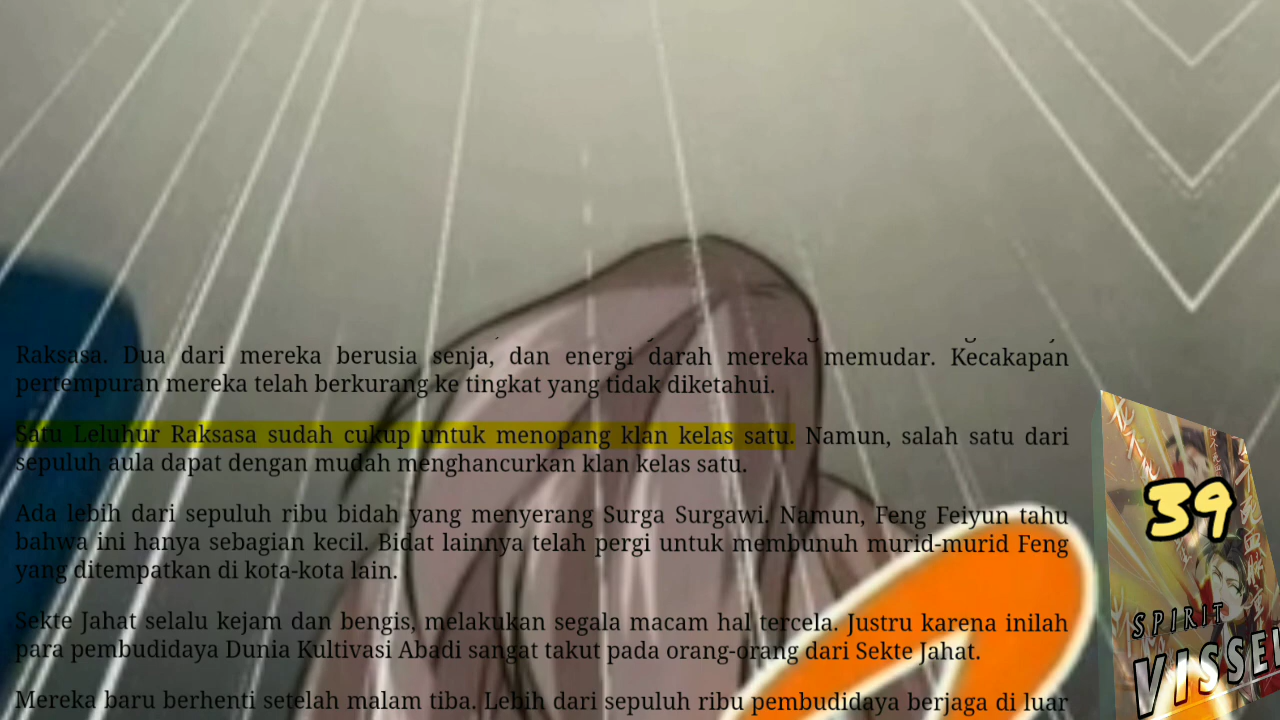 Raksasa. Dua dari mereka berusia senja, dan energi darah mereka memudar. Kecakapan
pertempuran mereka telah berkurang ke tingkat yang tidak diketahui.
Satu Leluhur Raksasa sudah cukup untuk menopang klan kelas satu. Namun, salah satu dari
sepuluh aula dapat dengan mudah menghancurkan klan kelas satu.
Ada lebih dari sepuluh ribu bidah yang menyerang Surga Surgawi. Namun, Feng Feiyun tahu
bahwa ini hanya sebagian kecil. Bidat lainnya telah pergi untuk membunuh murid-murid Feng
yang ditempatkan di kota-kota lain.
Sekte Jahat selalu kejam dan bengis, melakukan segala macam hal tercela. Justru karena inilah
para pembudidaya Dunia Kultivasi Abadi sangat takut pada orang-orang dari Sekte Jahat.
Mereka baru berhenti setelah malam tiba. Lebih dari sepuluh ribu pembudidaya berjaga di luar
39
SPIRIT
VISSEL